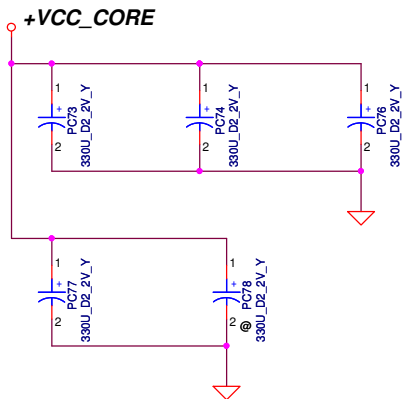 +VCC_CORE
1
+
2
PC73
330U_D2_2V_Y
1
+
2
PC74
330U_D2_2V_Y
1
+
2
PC76
330U_D2_2V_Y
1
+
2
PC77
330U_D2_2V_Y
1
+
2
@
PC78
330U_D2_2V_Y